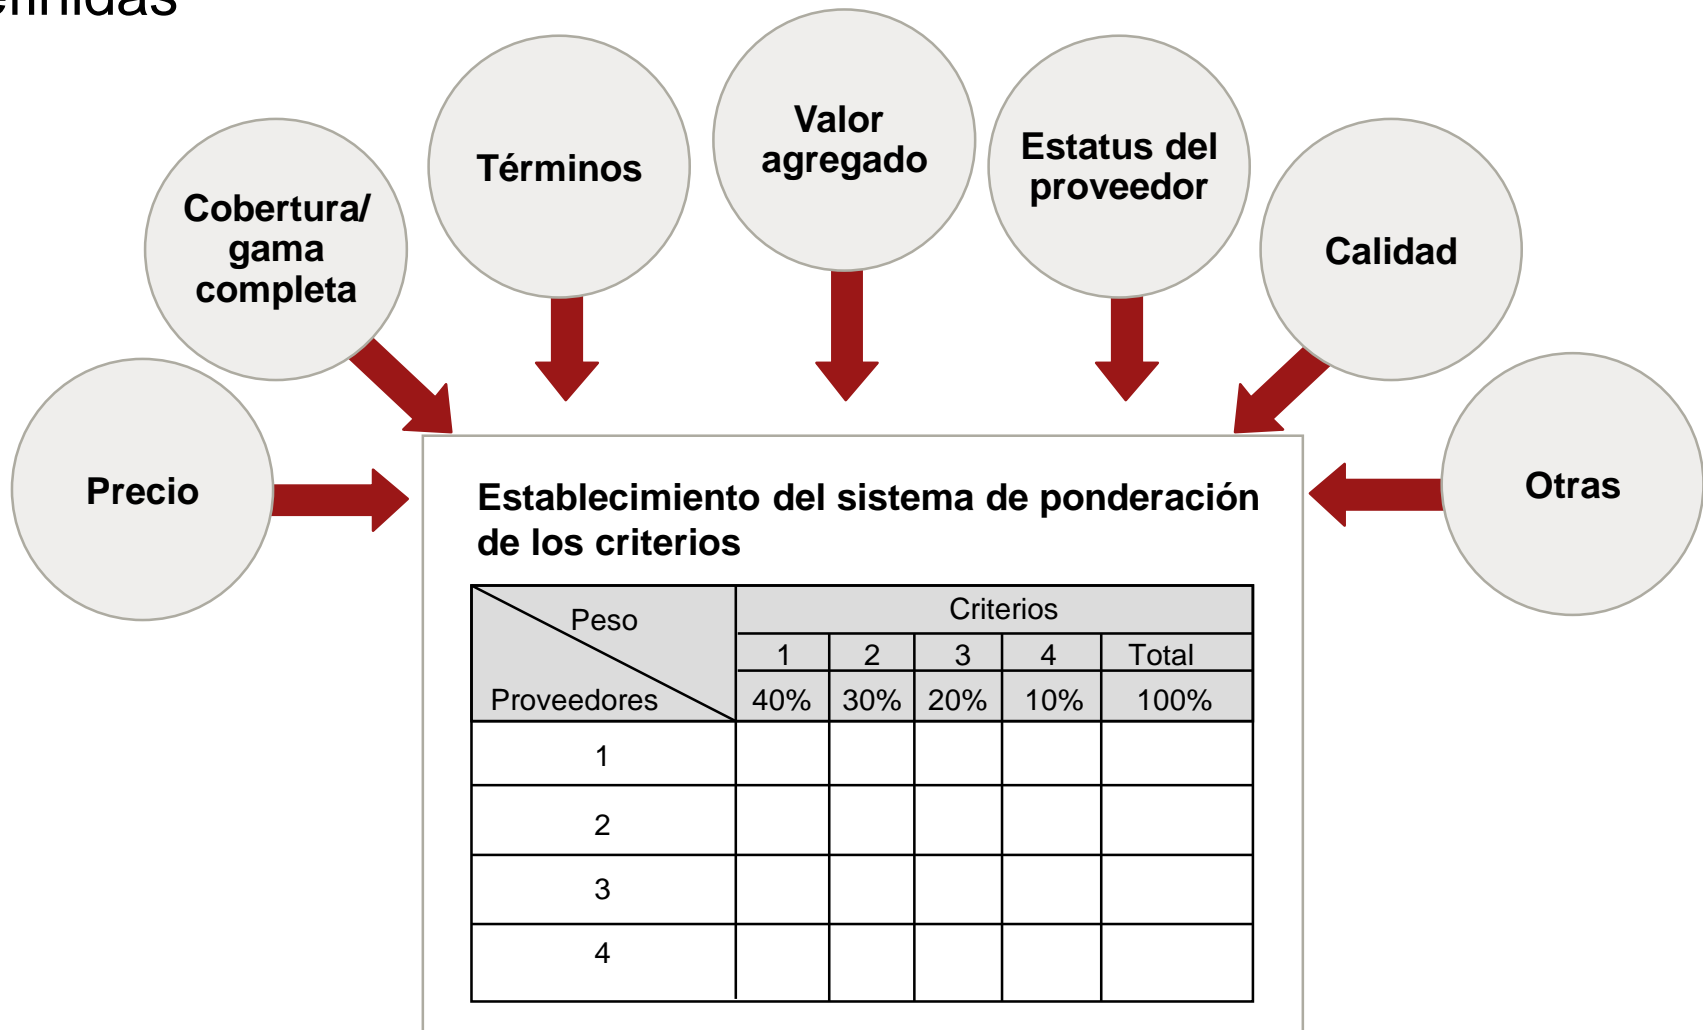 Valor
agregado
Términos
Estatus del
proveedor
Cobertura/
gama
completa
Calidad
Precio
Otras
Establecimiento del sistema de ponderación
de los criterios
Peso
Criterios
1 2 3 4 Total
Proveedores 40% 30% 20% 10% 100%
1
2
3
4